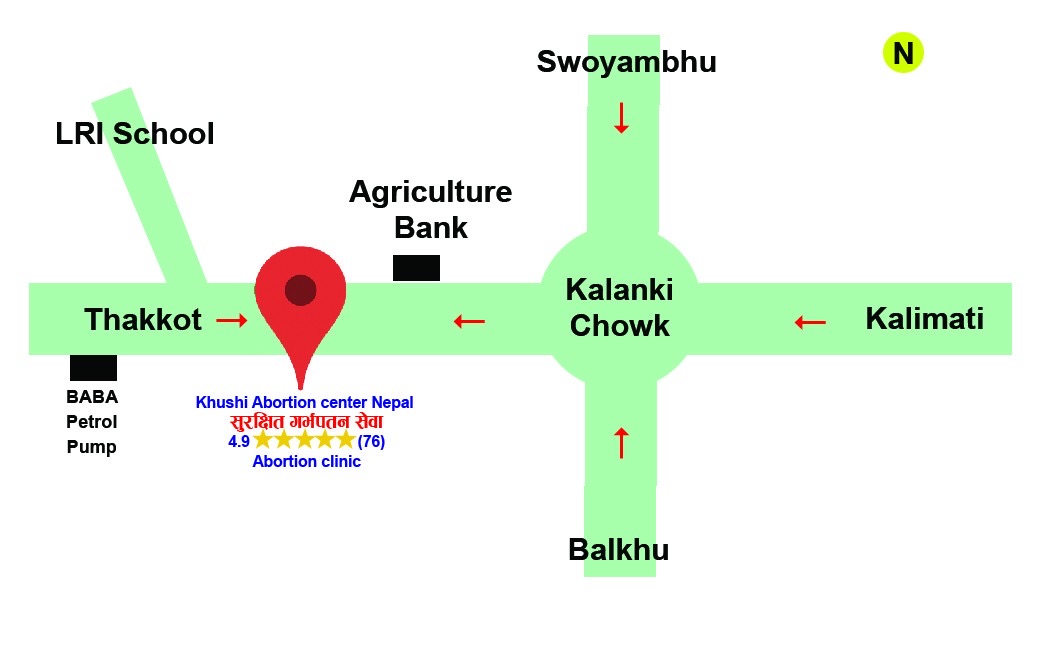 Swoyambhu
N
LRI School
Agriculture
Bank
Kalanki
Chowk
Thakkot
Kalimati
BABA
Petrol
Pump
Khushi Abortion center Nepal
सुरक्षित गर्भपतन सेवा
4.9 ★★★★★ (76)
Abortion clinic
Balkhu